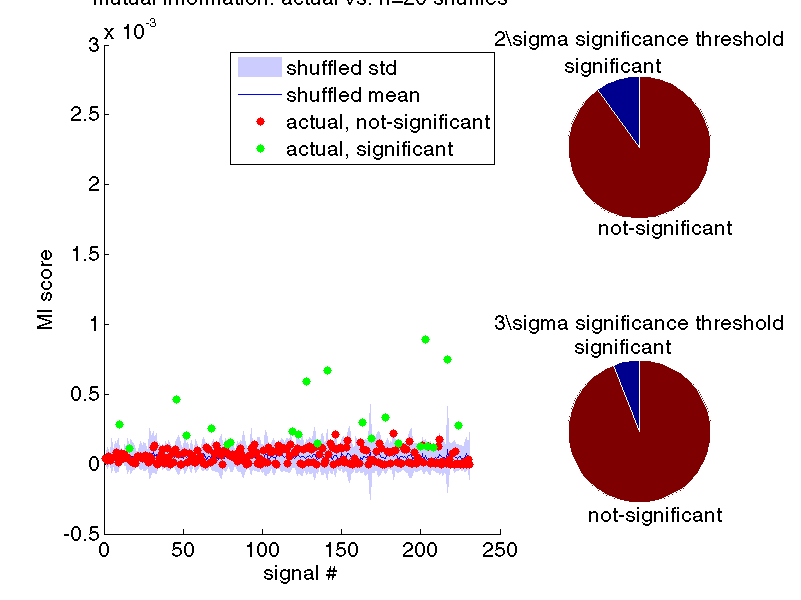 mutual information: actual vs. n=20 shuffles
x 10-3
3
2.5
2
1.5
1
0.5
0
-0.5
MI score
0 50 100 150 200 250
signal #
shuffled std
shuffled mean
actual, not-significant
actual, significant
2\sigma significance threshold
significant
not-significant
3\sigma significance threshold
significant
not-significant